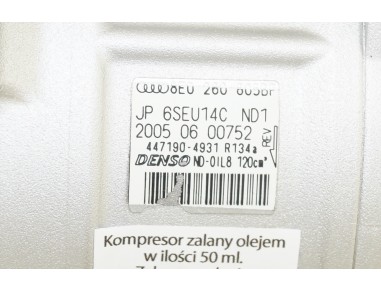 8E0 260 805BF
JP 6SEU14C ND1
2005 06 00752
REV
447190-4931 R134a
DENSO ND-OIL8 120cm³
Kompresor zalany olejem
w ilości 50 ml.